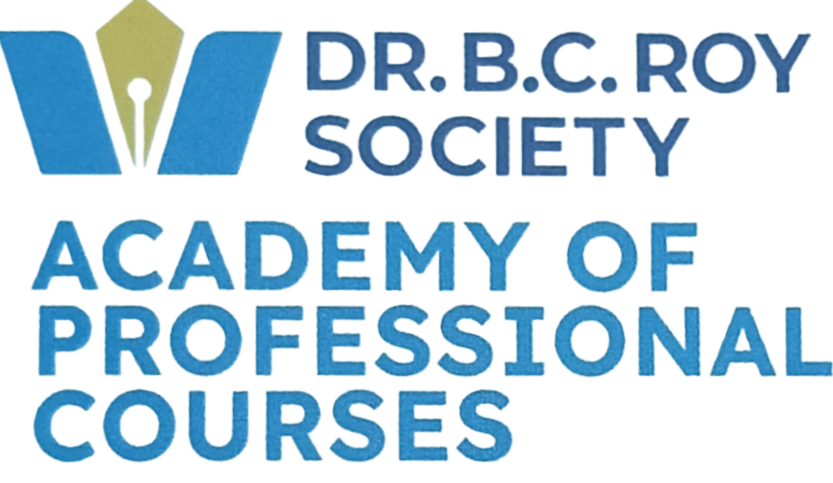 DR. B.C. ROY
SOCIETY
ACADEMY OF
PROFESSIONAL
COURSES